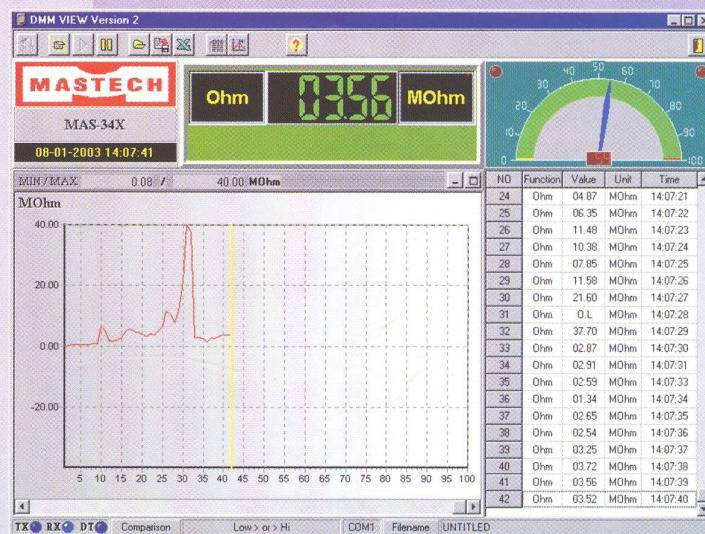 DMM VIEW Version 2
?
MASTECH
MAS-34X
08-01-2003 14:07:41
Ohm 03.56 MOhm
0 10 20 30 40 50 60 70 80 90 100
MIN/MAX 0.08 / 40.00 MOhm
MOhm
40.00
20.00
0.00
-20.00
5 10 15 20 25 30 35 40 45 50 55 60 65 70 75 80 85 90 95 100
NO Function Value Unit Time
24 Ohm 04.87 MOhm 14:07:21
25 Ohm 06.35 MOhm 14:07:22
26 Ohm 11.48 MOhm 14:07:23
27 Ohm 10.38 MOhm 14:07:24
28 Ohm 07.85 MOhm 14:07:25
29 Ohm 11.58 MOhm 14:07:26
30 Ohm 21.60 MOhm 14:07:27
31 Ohm O.L MOhm 14:07:28
32 Ohm 37.70 MOhm 14:07:29
33 Ohm 02.87 MOhm 14:07:30
34 Ohm 02.91 MOhm 14:07:31
35 Ohm 02.59 MOhm 14:07:33
36 Ohm 01.34 MOhm 14:07:34
37 Ohm 02.65 MOhm 14:07:35
38 Ohm 02.54 MOhm 14:07:36
39 Ohm 03.25 MOhm 14:07:37
40 Ohm 03.72 MOhm 14:07:38
41 Ohm 03.56 MOhm 14:07:39
42 Ohm 03.52 MOhm 14:07:40
TX RX DT Comparison Low > or > Hi COM1 Filename UNTITLED